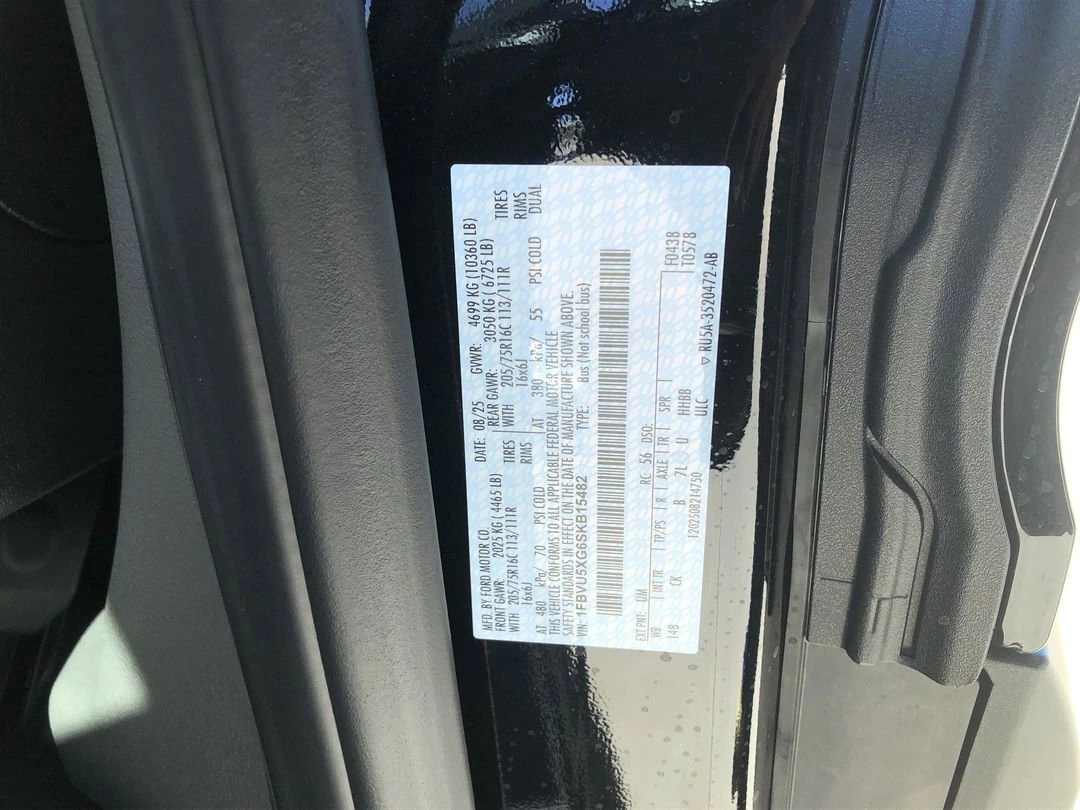 MFD. BY FORD MOTOR CO. DATE: 08/25 GVWR: 4699 KG (10360 LB)
FRONT GAWR: 2025 KG ( 4465 LB) REAR GAWR: 3050 KG ( 6725 LB)
WITH 205/75R16C 113/111R TIRES WITH 205/75R16C 113/111R TIRES
16x6J RIMS 16x6J RIMS
AT 480 kPa/ 70 PSI COLD AT 380 kPa/ 55 PSI COLD DUAL
THIS VEHICLE CONFORMS TO ALL APPLICABLE FEDERAL MOTOR VEHICLE
SAFETY STANDARDS IN EFFECT ON THE DATE OF MANUFACTURE SHOWN ABOVE.
VIN: 1FBVU5XG6SKB15482 TYPE: Bus (Not school bus)
EXT PNT: UM RC: 56 DSO: F0438
WB INT TR TP/PS R AXLE TR SPR T0578
148 CK B 7L U HHBB
1202508214750 ULC ▽ RU5A-3520472-AB